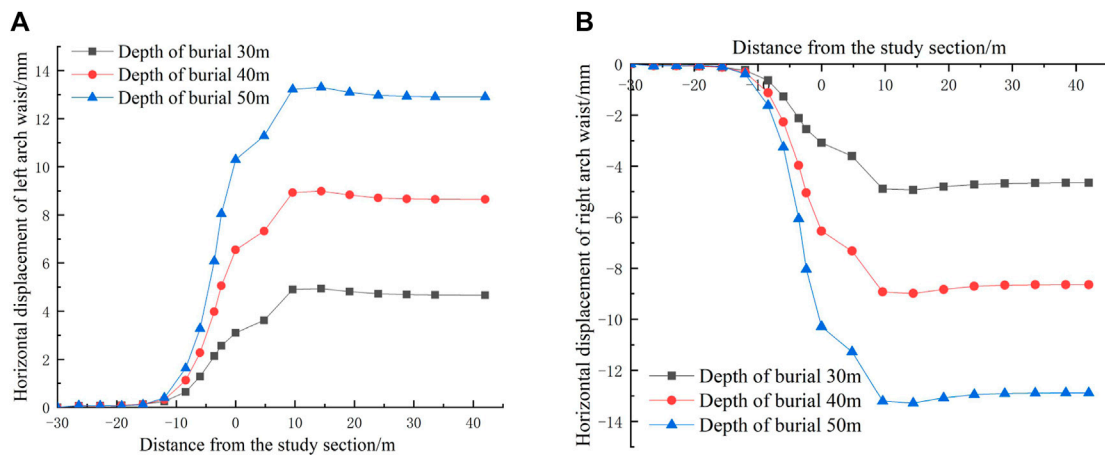 A
Horizontal displacement of left arch waist/mm
Depth of burial 30m
Depth of burial 40m
Depth of burial 50m
14
12
10
8
6
4
2
0
-30 -20 -10 0 10 20 30 40 50
Distance from the study section/m
B
Distance from the study section/m
-30 -20 -10 0 10 20 30 40
Horizontal displacement of right arch waist/mm
0
-2
-4
-6
-8
-10
-12
-14
Depth of burial 30m
Depth of burial 40m
Depth of burial 50m